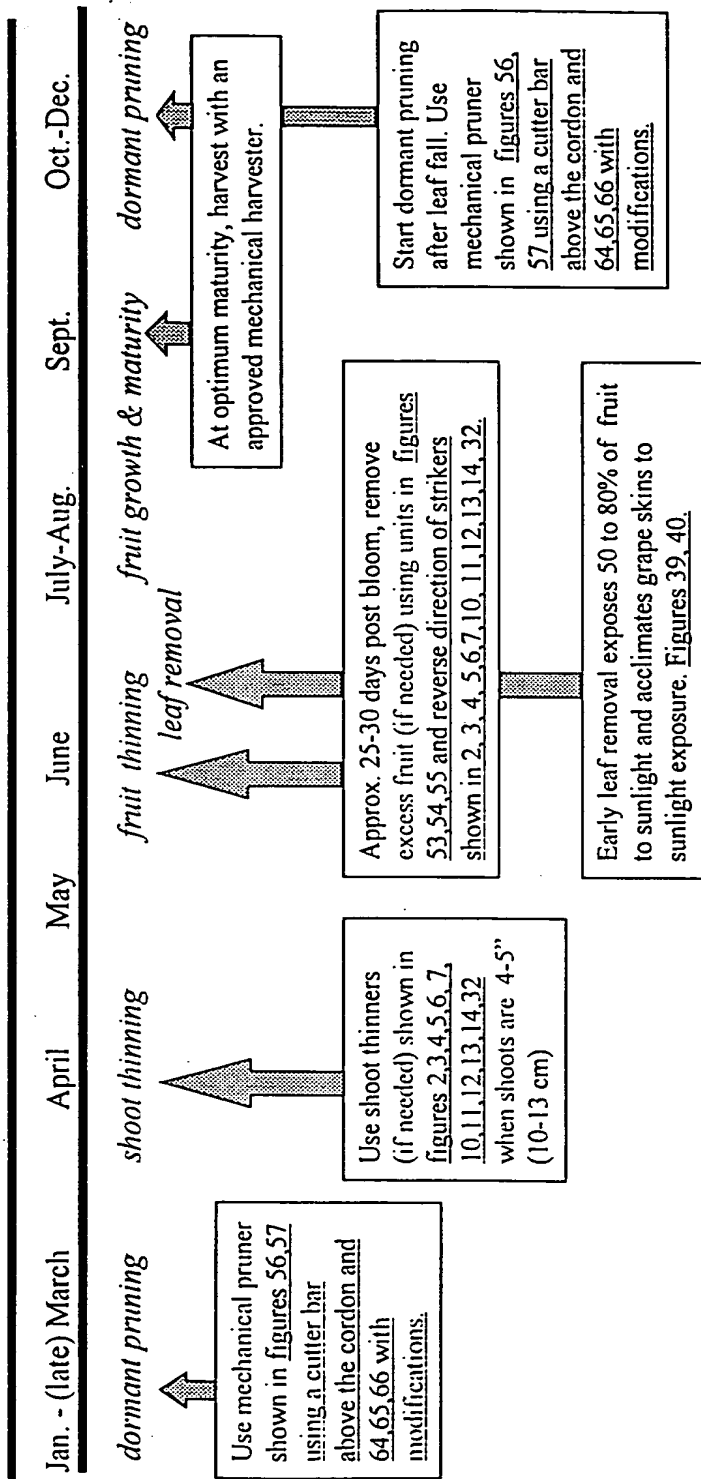 Jan. - (late) March April May June July-Aug. Sept. Oct.-Dec.
dormant pruning shoot thinning fruit thinning fruit growth & maturity dormant pruning
leaf removal
Use mechanical pruner
shown in figures 56,57
using a cutter bar
above the cordon and
64,65,66 with
modifications.
Use shoot thinners
(if needed) shown in
figures 2,3,4,5,6, 7,
10,11,12,13,14,32
when shoots are 4-5"
(10-13 cm)
Approx. 25-30 days post bloom, remove
excess fruit (if needed) using units in figures
53,54,55 and reverse direction of strikers
shown in 2, 3, 4, 5,6,7,10, 11,12,13,14, 32.
Early leaf removal exposes 50 to 80% of fruit
to sunlight and acclimates grape skins to
sunlight exposure. Figures 39, 40.
At optimum maturity, harvest with an
approved mechanical harvester.
Start dormant pruning
after leaf fall. Use
mechanical pruner
shown in figures 56,
57 using a cutter bar
above the cordon and
64,65,66 with
modifications.